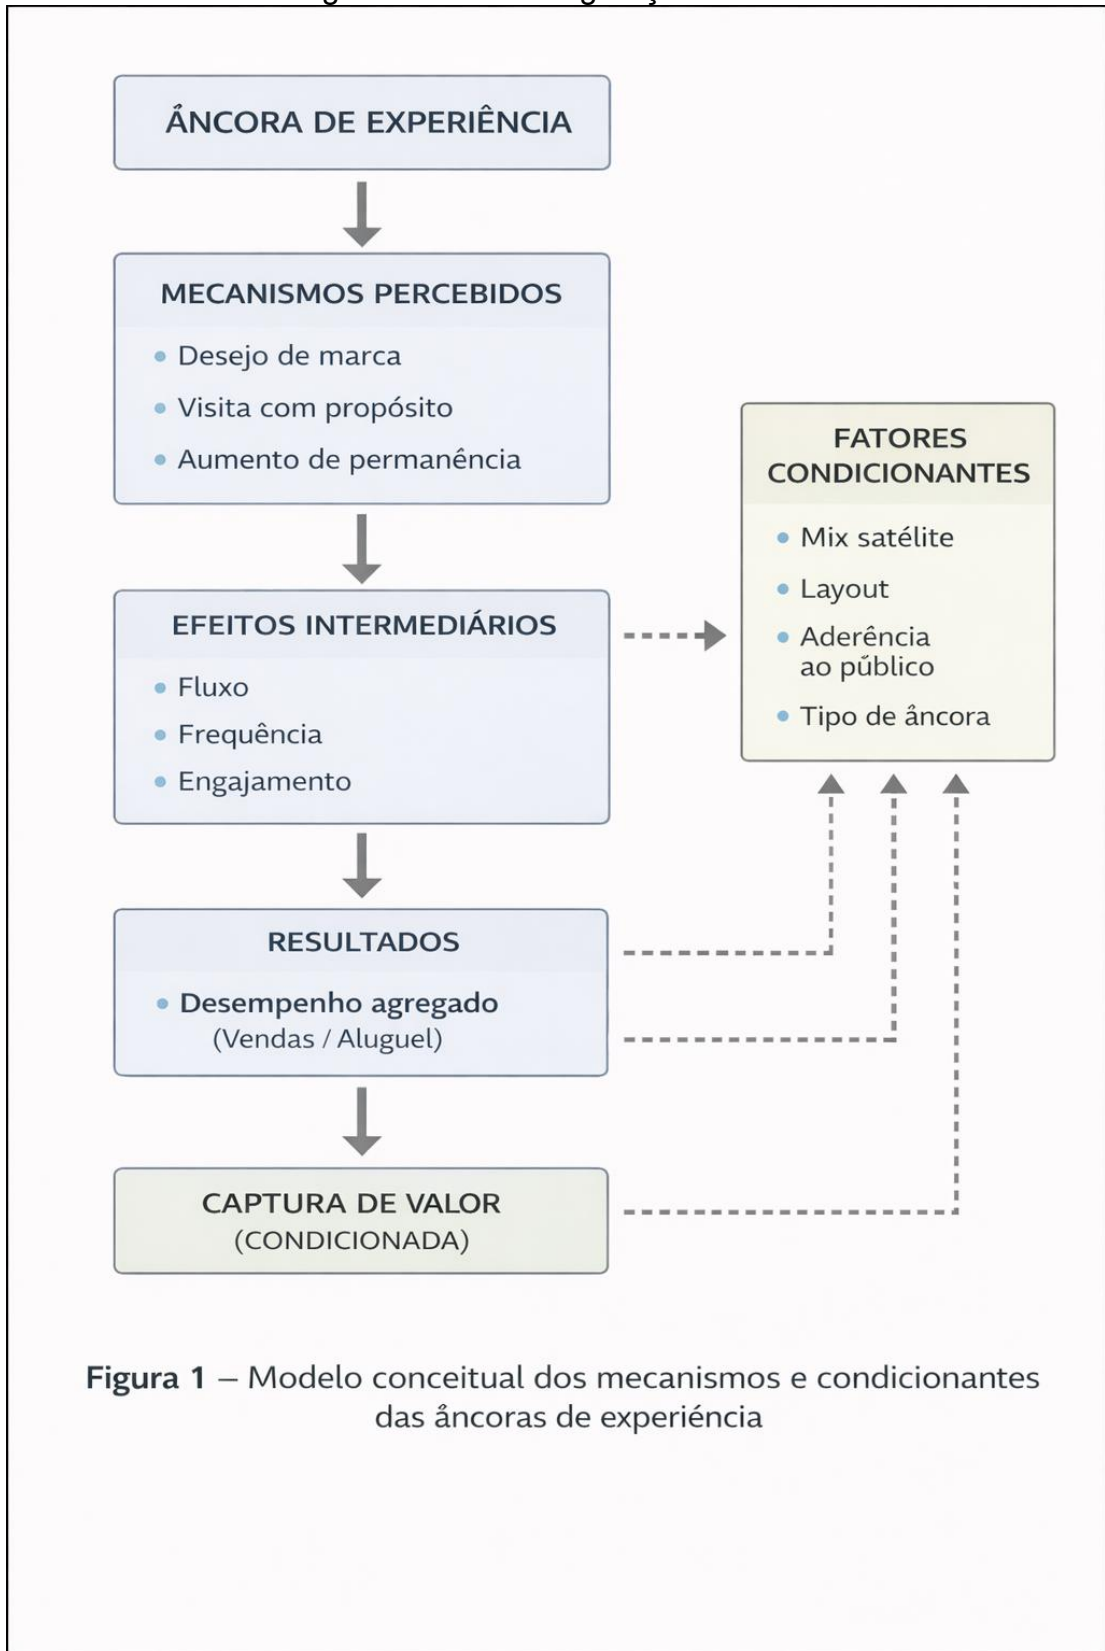 ẢNCORA DE EXPERIÊNCIA
MECANISMOS PERCEBIDOS
• Desejo de marca
• Visita com propósito
• Aumento de permanência
EFEITOS INTERMEDIÁRIOS
• Fluxo
• Frequência
• Engajamento
RESULTADOS
• Desempenho agregado
(Vendas / Aluguel)
CAPTURA DE VALOR
(CONDICIONADA)
FATORES
CONDICIONANTES
• Mix satélite
• Layout
• Aderência
ao público
• Tipo de âncora
Figura 1 – Modelo conceitual dos mecanismos e condicionantes
das âncoras de experiéncia